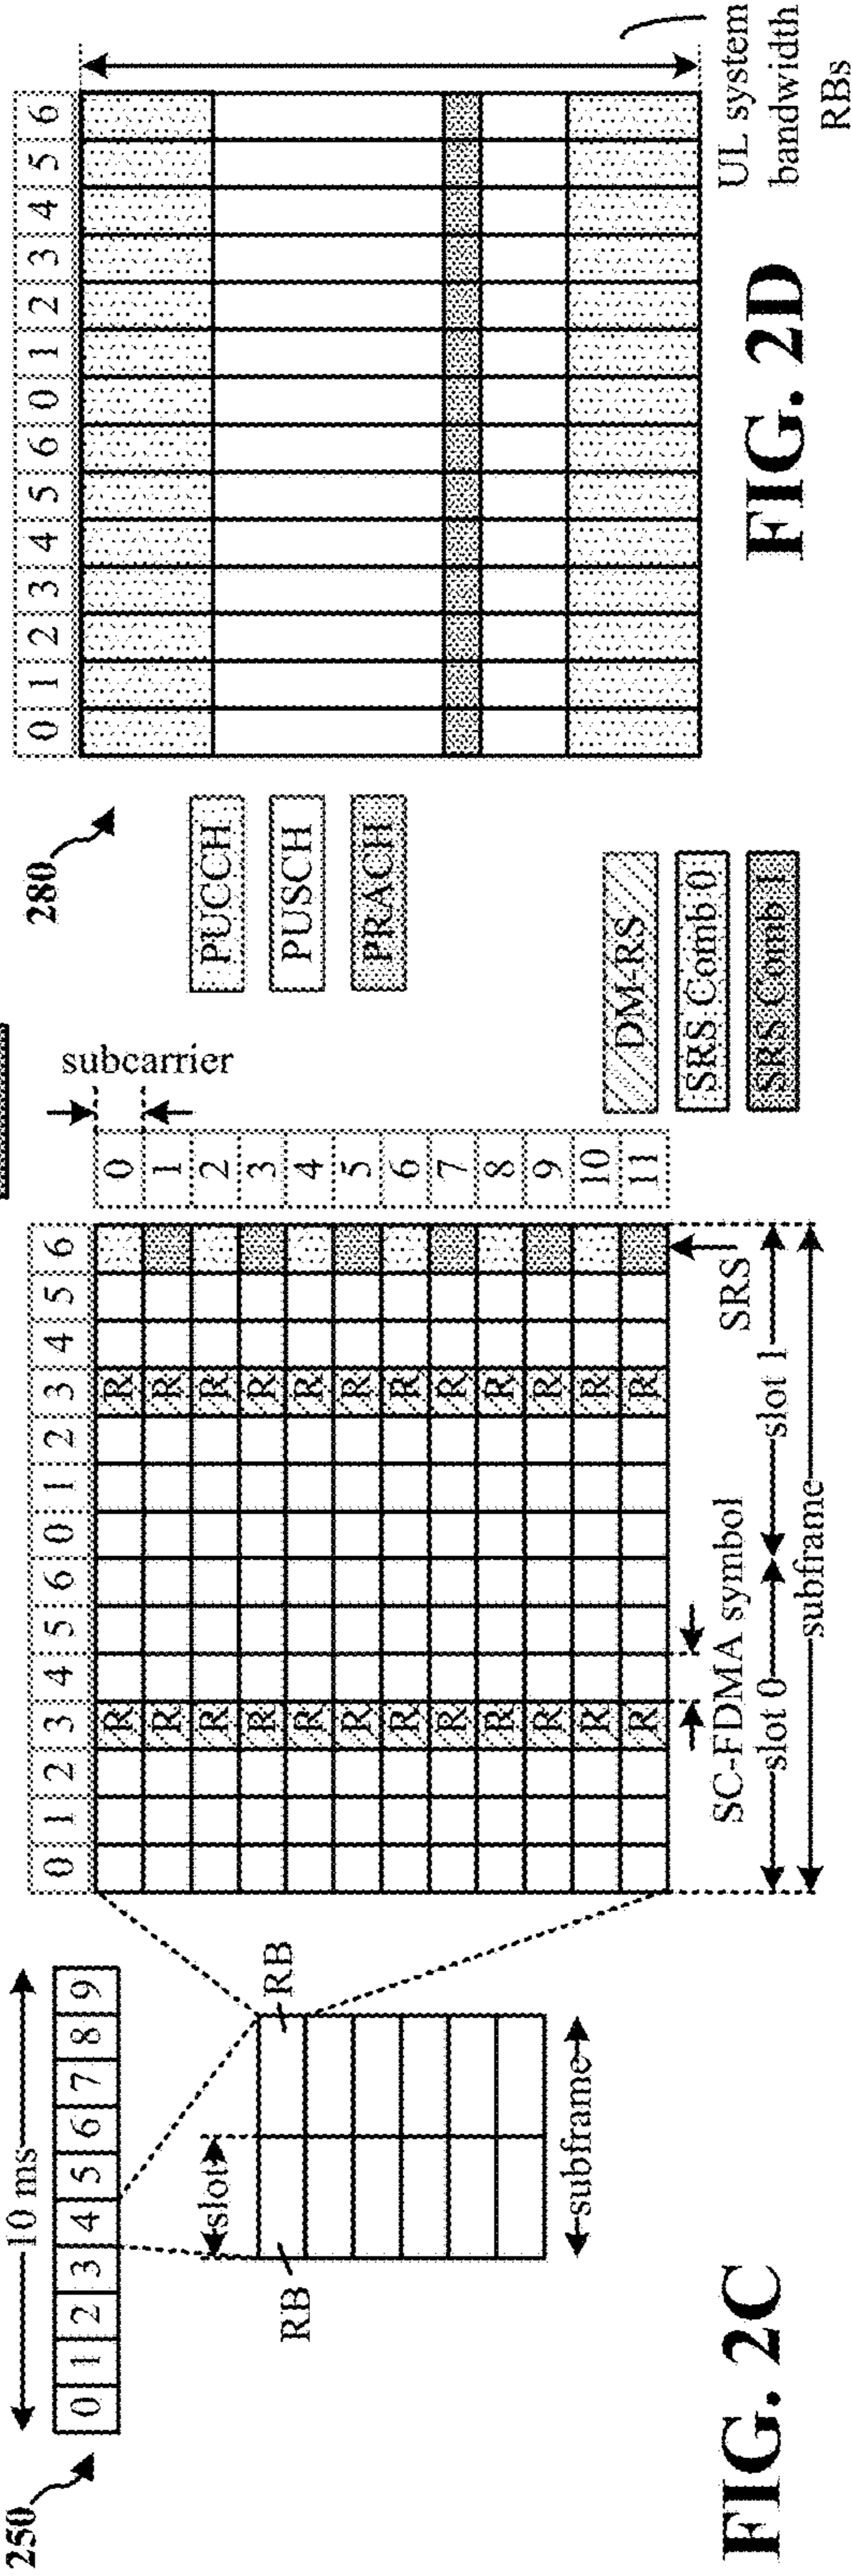 250
10 ms
0 1 2 3 4 5 6 7 8 9
slot
RB
RB
subframe
0 1 2 3 4 5 6 0 1 2 3 4 5 6
R R
R R
R R
R R
R R
R R
R R
R R
R R
R R
R R
R R
subcarrier
0
1
2
3
4
5
6
7
8
9
10
11
SC-FDMA symbol
SRS
slot 0
slot 1
subframe
DM-RS
SRS Comb 0
SRS Comb 1
FIG. 2C
280
PUCCH
PUSCH
PRACH
0 1 2 3 4 5 6 0 1 2 3 4 5 6
UL system
bandwidth
RBs
FIG. 2D